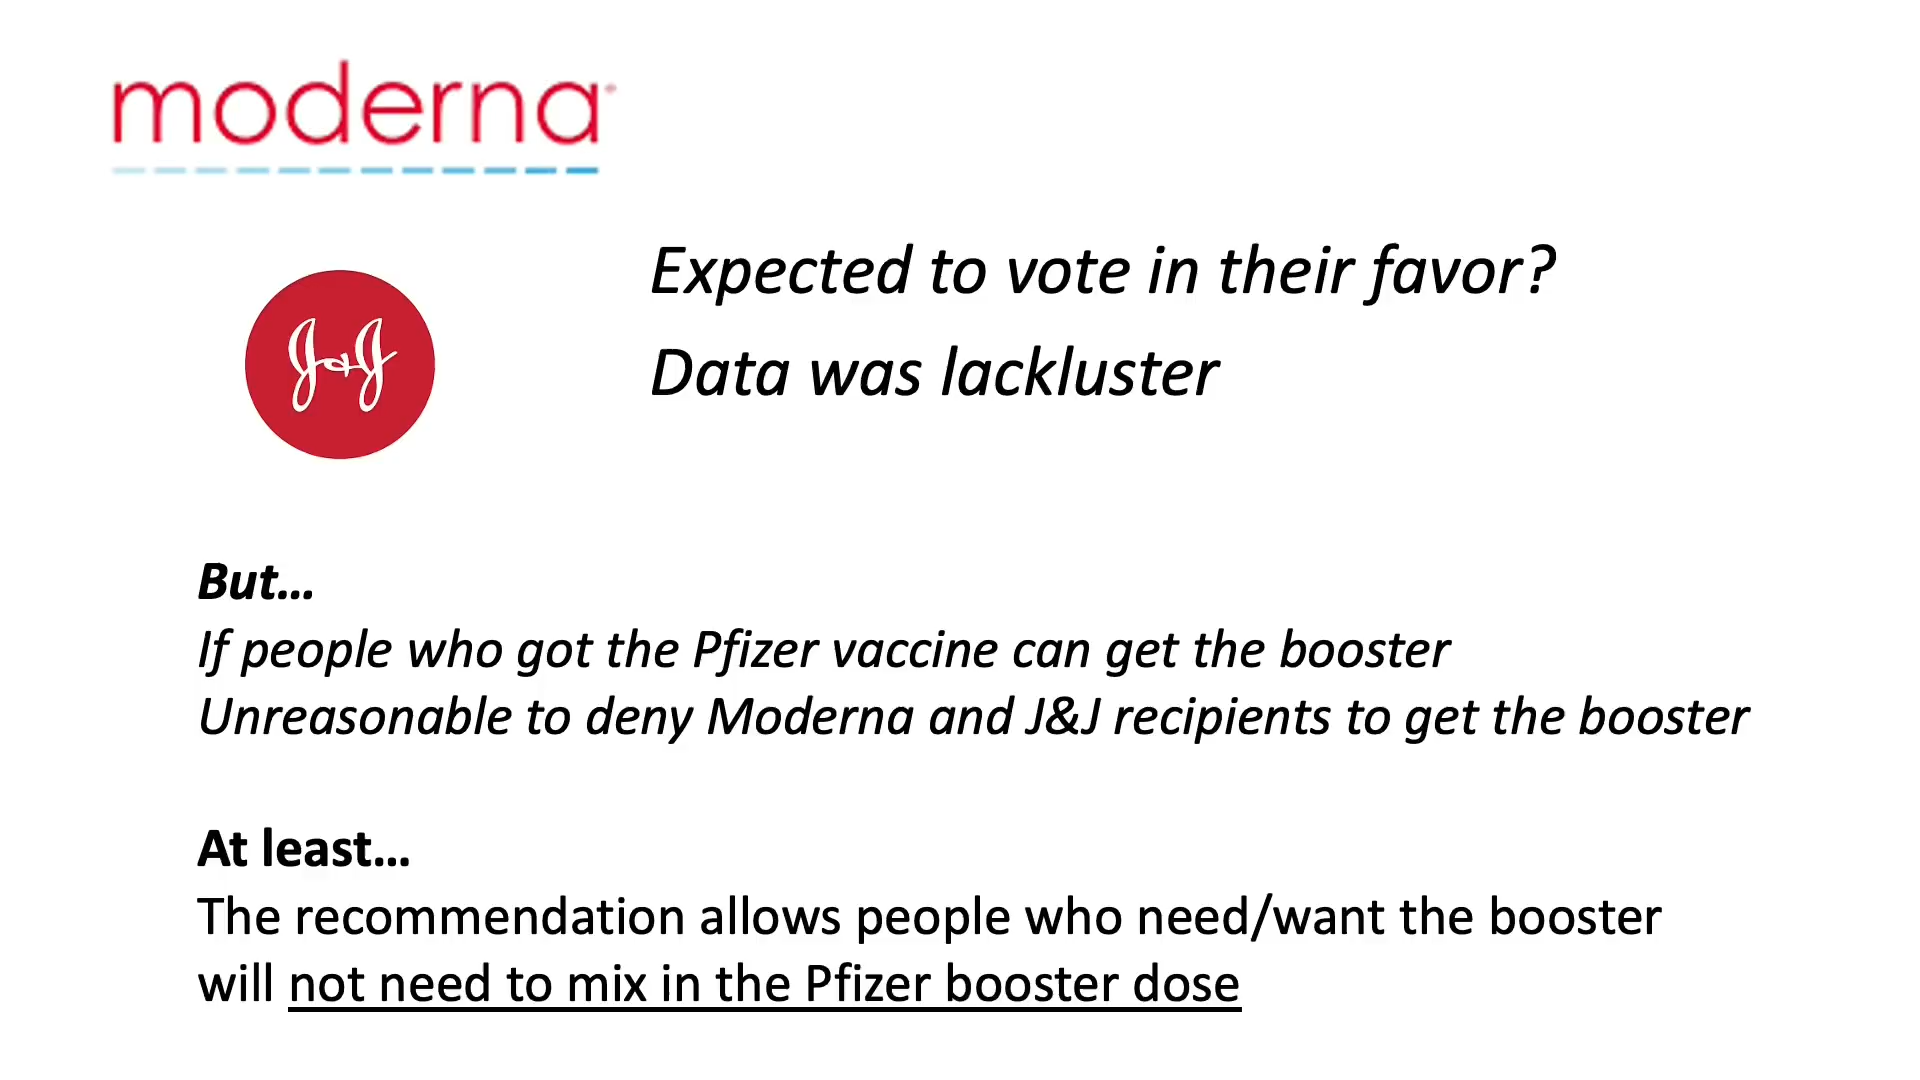 moderna
Expected to vote in their favor?
J&J
Data was lackluster
But...
If people who got the Pfizer vaccine can get the booster
Unreasonable to deny Moderna and J&J recipients to get the booster
At least...
The recommendation allows people who need/want the booster
will not need to mix in the Pfizer booster dose